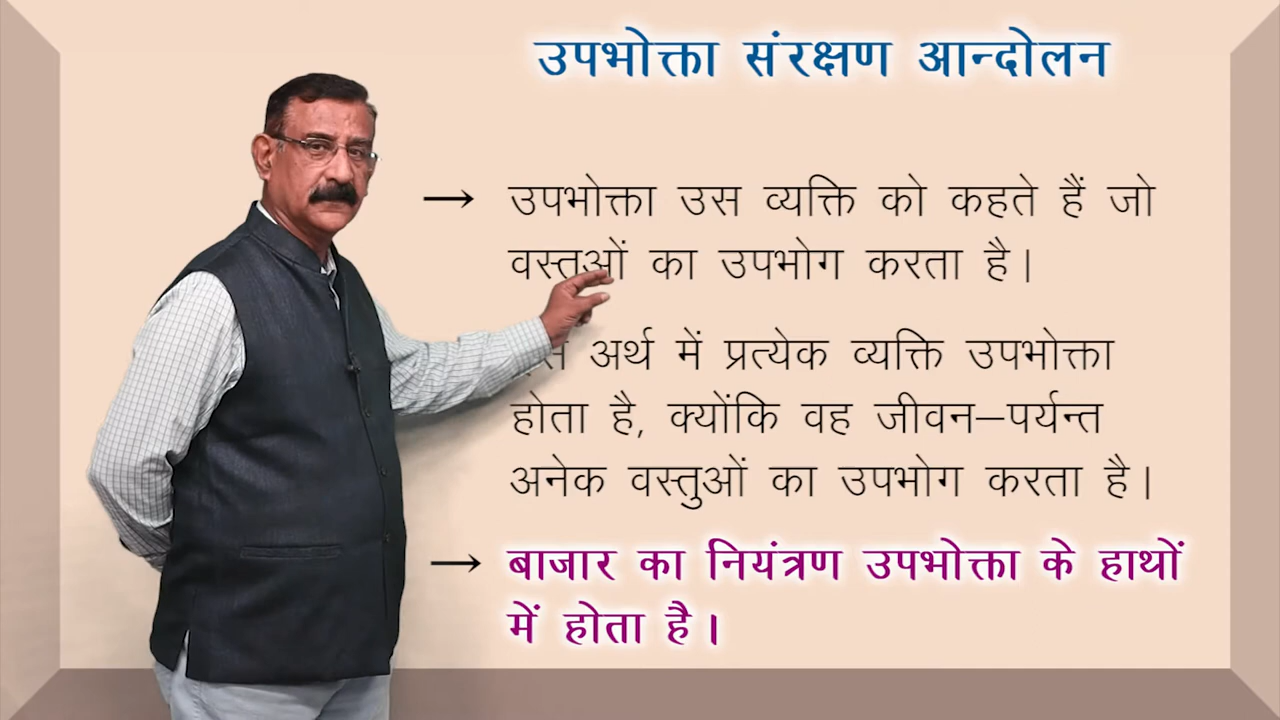 उपभोक्ता संरक्षण आन्दोलन
→ उपभोक्ता उस व्यक्ति को कहते हैं जो
वस्तुओं का उपभोग करता है।
अर्थ में प्रत्येक व्यक्ति उपभोक्ता
होता है, क्योंकि वह जीवन–पर्यन्त
अनेक वस्तुओं का उपभोग करता है।
→ बाजार का नियंत्रण उपभोक्ता के हाथों
में होता है।